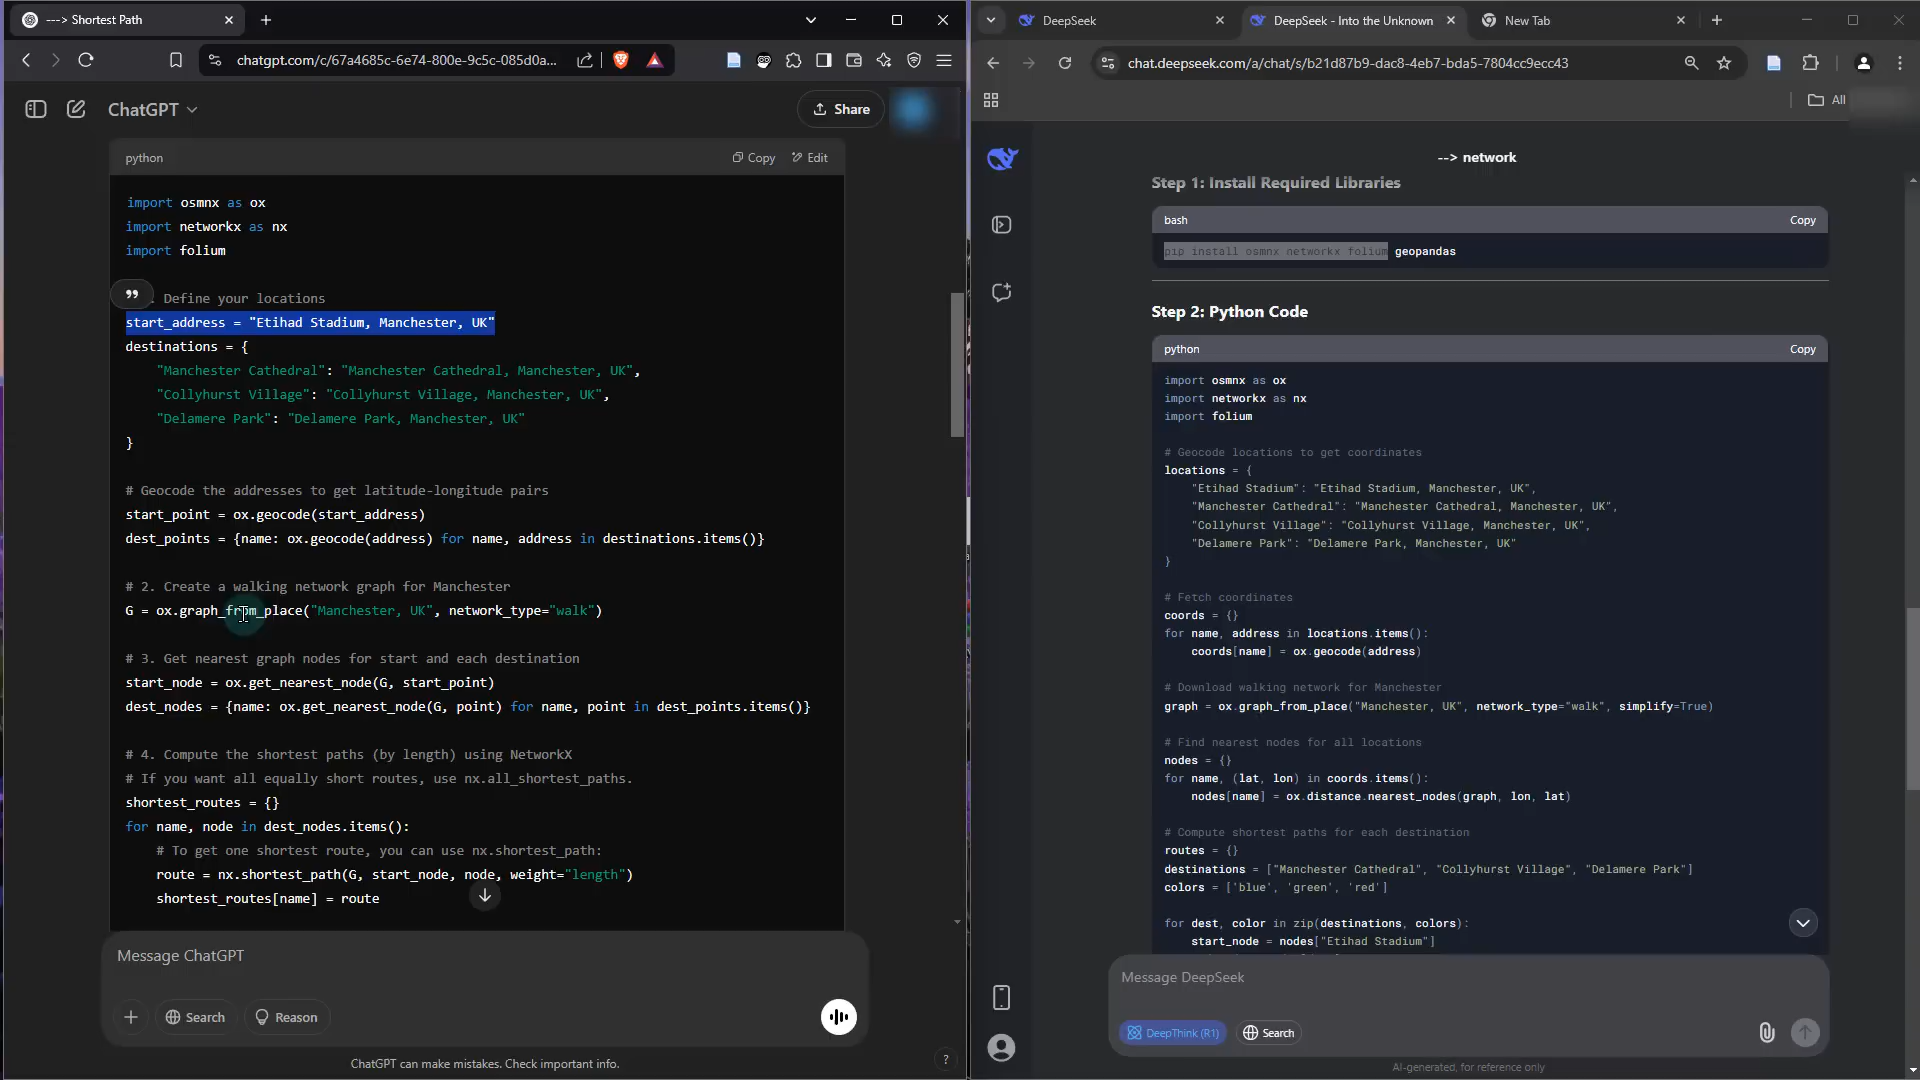 ---> Shortest Path
chatgpt.com/c/67a4685c-6e74-800e-9c5c-085d0a...
ChatGPT
Share
python
Copy
Edit
import osmnx as ox
import networkx as nx
import folium
. Define your locations
start_address = "Etihad Stadium, Manchester, UK"
destinations = {
"Manchester Cathedral": "Manchester Cathedral, Manchester, UK",
"Collyhurst Village": "Collyhurst Village, Manchester, UK",
"Delamere Park": "Delamere Park, Manchester, UK"
}
# Geocode the addresses to get latitude-longitude pairs
start_point = ox.geocode(start_address)
dest_points = {name: ox.geocode(address) for name, address in destinations.items()}
# 2. Create a walking network graph for Manchester
G = ox.graph_from_place("Manchester, UK", network_type="walk")
# 3. Get nearest graph nodes for start and each destination
start_node = ox.get_nearest_node(G, start_point)
dest_nodes = {name: ox.get_nearest_node(G, point) for name, point in dest_points.items()}
# 4. Compute the shortest paths (by length) using NetworkX
# If you want all equally short routes, use nx.all_shortest_paths.
shortest_routes = {}
for name, node in dest_nodes.items():
# To get one shortest route, you can use nx.shortest_path:
route = nx.shortest_path(G, start_node, node, weight="length")
shortest_routes[name] = route
Message ChatGPT
Search
Reason
ChatGPT can make mistakes. Check important info.
?
DeepSeek
DeepSeek - Into the Unknown
New Tab
chat.deepseek.com/a/chat/s/b21d87b9-dac8-4eb7-bda5-7804cc9ecc43
All
--> network
Step 1: Install Required Libraries
bash
Copy
pip install osmnx networkx folium geopandas
Step 2: Python Code
python
Copy
import osmnx as ox
import networkx as nx
import folium
# Geocode locations to get coordinates
locations = {
"Etihad Stadium": "Etihad Stadium, Manchester, UK",
"Manchester Cathedral": "Manchester Cathedral, Manchester, UK",
"Collyhurst Village": "Collyhurst Village, Manchester, UK",
"Delamere Park": "Delamere Park, Manchester, UK"
}
# Fetch coordinates
coords = {}
for name, address in locations.items():
coords[name] = ox.geocode(address)
# Download walking network for Manchester
graph = ox.graph_from_place("Manchester, UK", network_type="walk", simplify=True)
# Find nearest nodes for all locations
nodes = {}
for name, (lat, lon) in coords.items():
nodes[name] = ox.distance.nearest_nodes(graph, lon, lat)
# Compute shortest paths for each destination
routes = {}
destinations = ["Manchester Cathedral", "Collyhurst Village", "Delamere Park"]
colors = ['blue', 'green', 'red']
for dest, color in zip(destinations, colors):
start_node = nodes["Etihad Stadium"]
Message DeepSeek
DeepThink (R1)
Search
AI-generated, for reference only